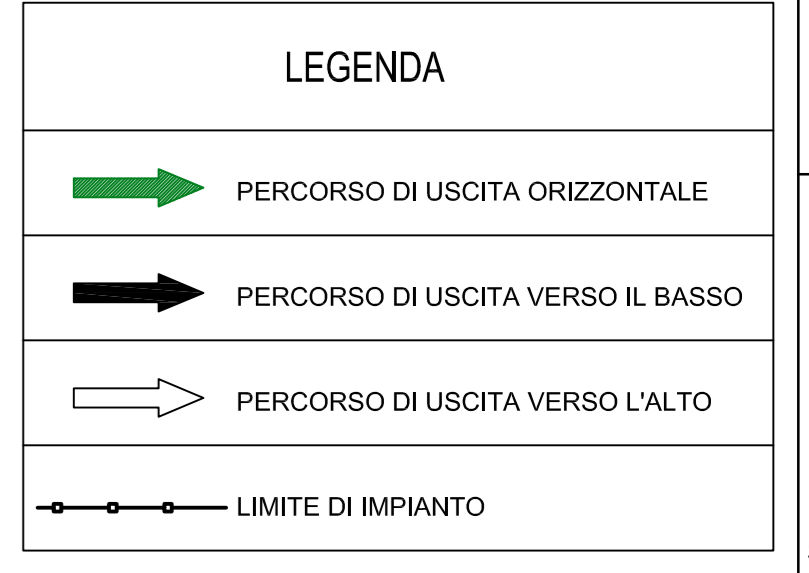 LEGENDA
PERCORSO DI USCITA ORIZZONTALE
PERCORSO DI USCITA VERSO IL BASSO
PERCORSO DI USCITA VERSO L'ALTO
LIMITE DI IMPIANTO